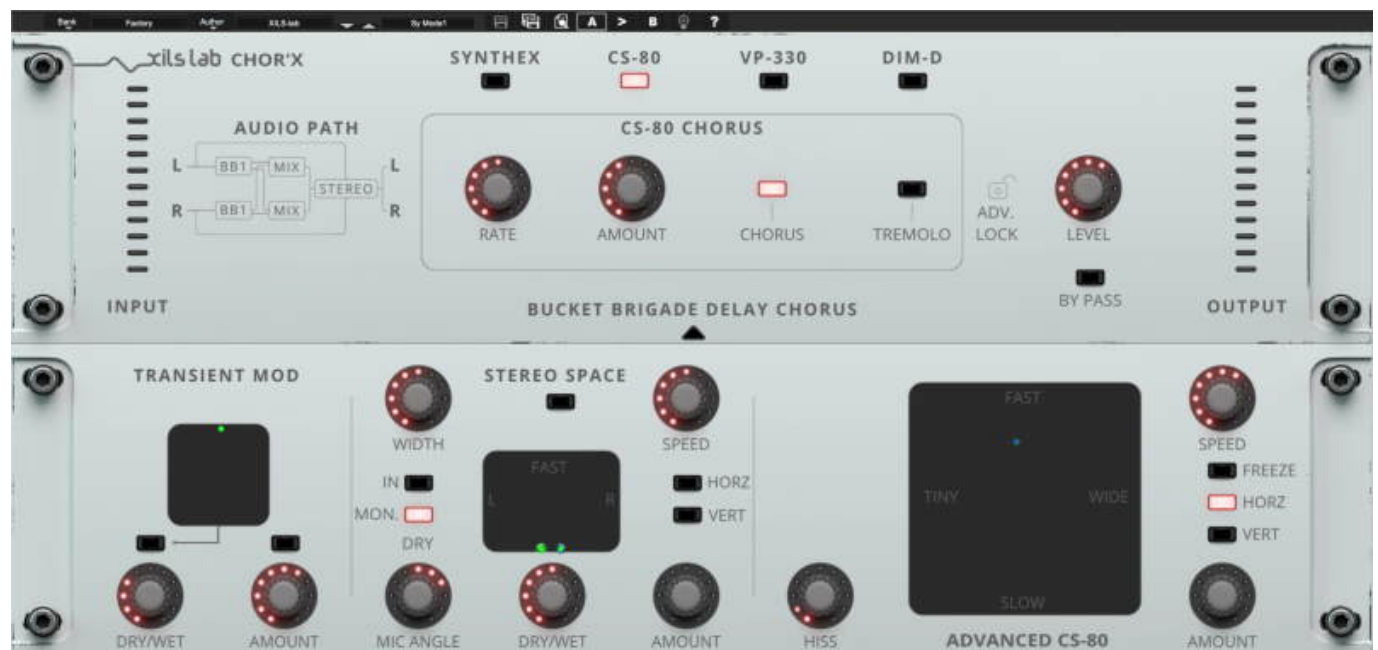 Bank Factory Author XILS-lab By Mode1 A > B ?
xils lab CHOR'X
SYNTHEX CS-80 VP-330 DIM-D
AUDIO PATH
L BB1 MIX L
STEREO
R BB1 MIX R
CS-80 CHORUS
RATE AMOUNT CHORUS TREMOLO
ADV.
LOCK
LEVEL
BY PASS
INPUT
BUCKET BRIGADE DELAY CHORUS
OUTPUT
TRANSIENT MOD
STEREO SPACE
WIDTH
SPEED
IN
MON.
DRY
FAST
L R
HORZ
VERT
FAST
TINY WIDE
SLOW
SPEED
FREEZE
HORZ
VERT
DRY/WET AMOUNT MIC ANGLE DRY/WET AMOUNT HISS ADVANCED CS-80 AMOUNT